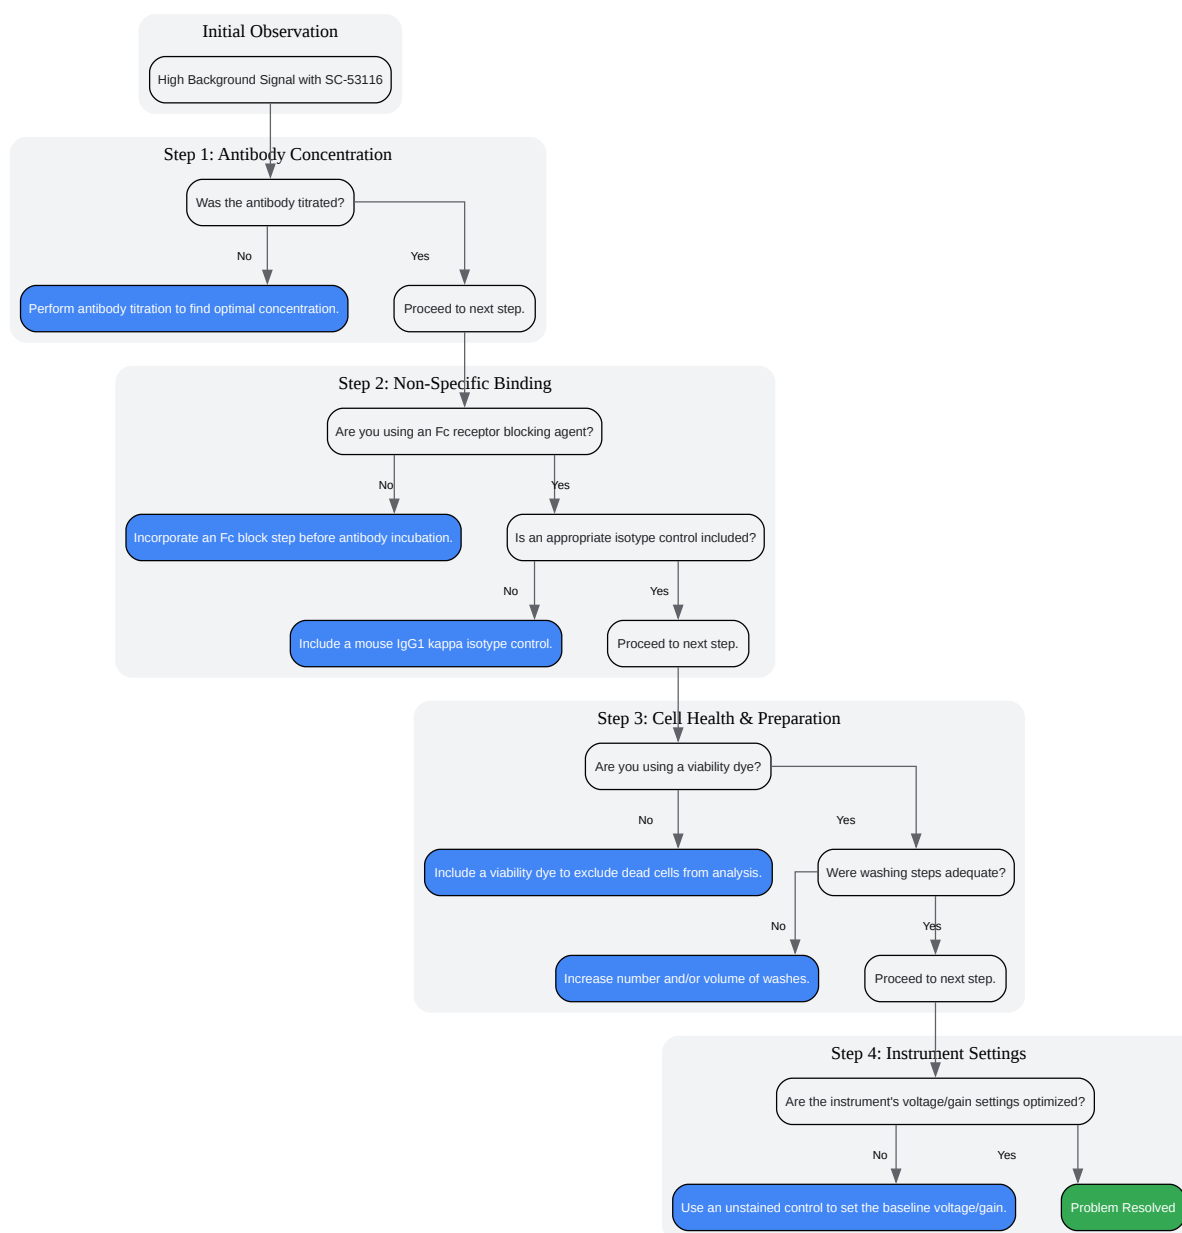 Initial Observation
High Background Signal with SC-53116
Step 1: Antibody Concentration
Was the antibody titrated?
No
Yes
Perform antibody titration to find optimal concentration.
Proceed to next step.
Step 2: Non-Specific Binding
Are you using an Fc receptor blocking agent?
No
Yes
Incorporate an Fc block step before antibody incubation.
Is an appropriate isotype control included?
No
Yes
Include a mouse IgG1 kappa isotype control.
Proceed to next step.
Step 3: Cell Health & Preparation
Are you using a viability dye?
No
Yes
Include a viability dye to exclude dead cells from analysis.
Were washing steps adequate?
No
Yes
Increase number and/or volume of washes.
Proceed to next step.
Step 4: Instrument Settings
Are the instrument's voltage/gain settings optimized?
No
Yes
Use an unstained control to set the baseline voltage/gain.
Problem Resolved